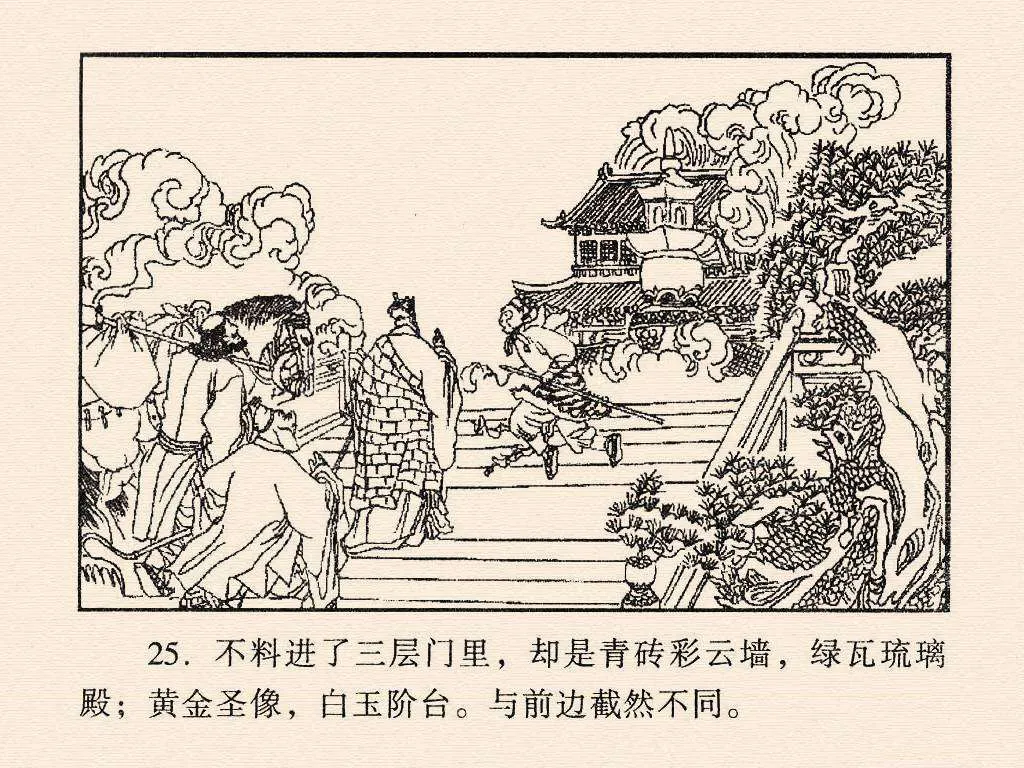 25. 不料进了三层门里，却是青砖彩云墙，绿瓦琉璃
殿；黄金圣像，白玉阶台。与前边截然不同。